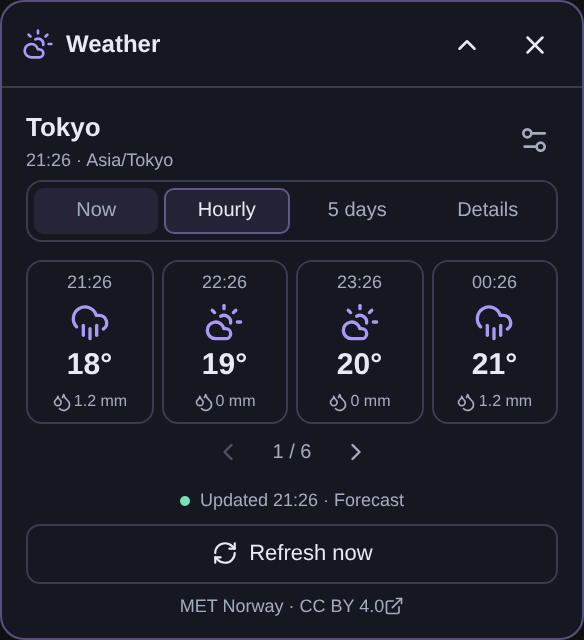 Weather
Tokyo
21:26 · Asia/Tokyo
Now Hourly 5 days Details
21:26 22:26 23:26 00:26
18° 19° 20° 21°
1.2 mm 0 mm 0 mm 1.2 mm
1 / 6
Updated 21:26 · Forecast
Refresh now
MET Norway · CC BY 4.0